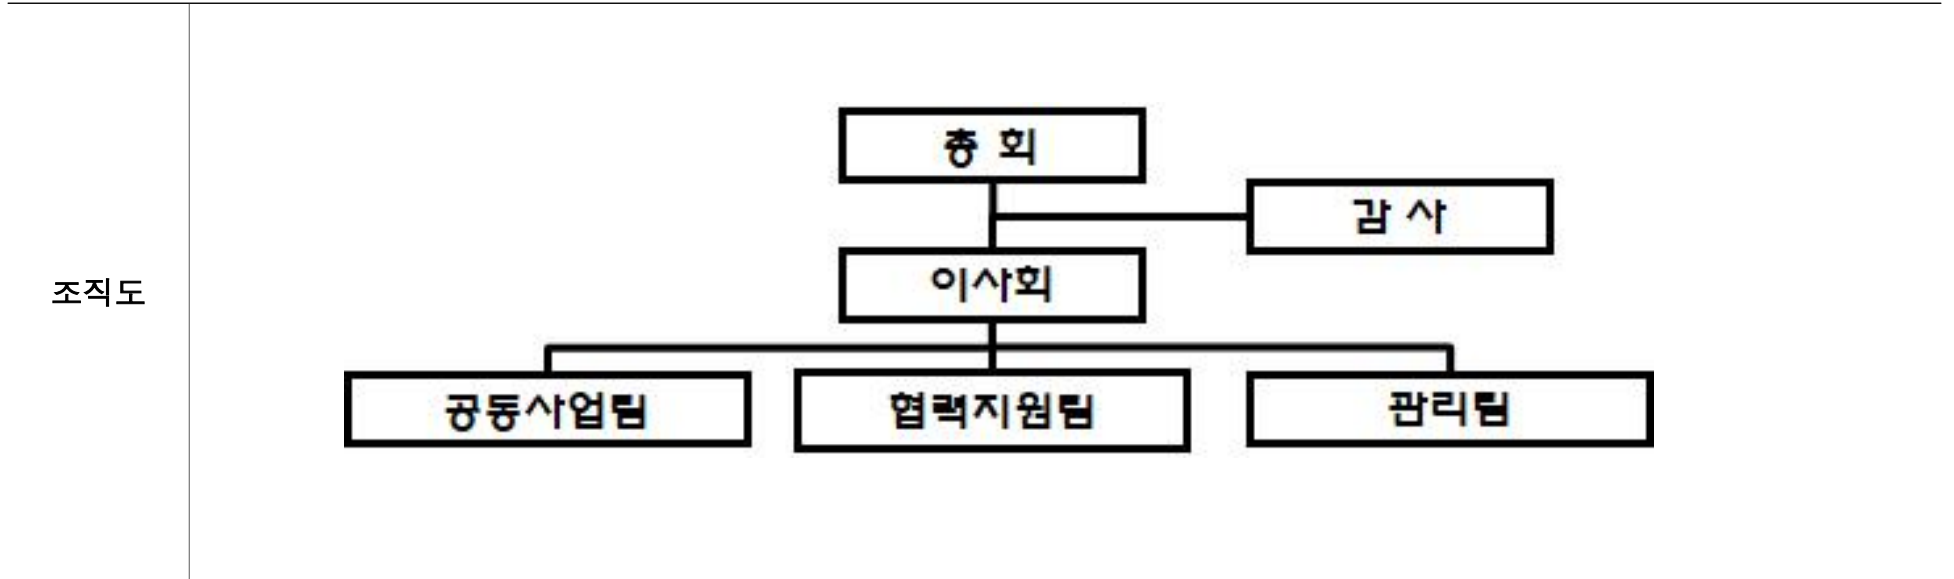 조직도
총 회
감 사
이사회
공동사업팀
협력지원팀
관리팀